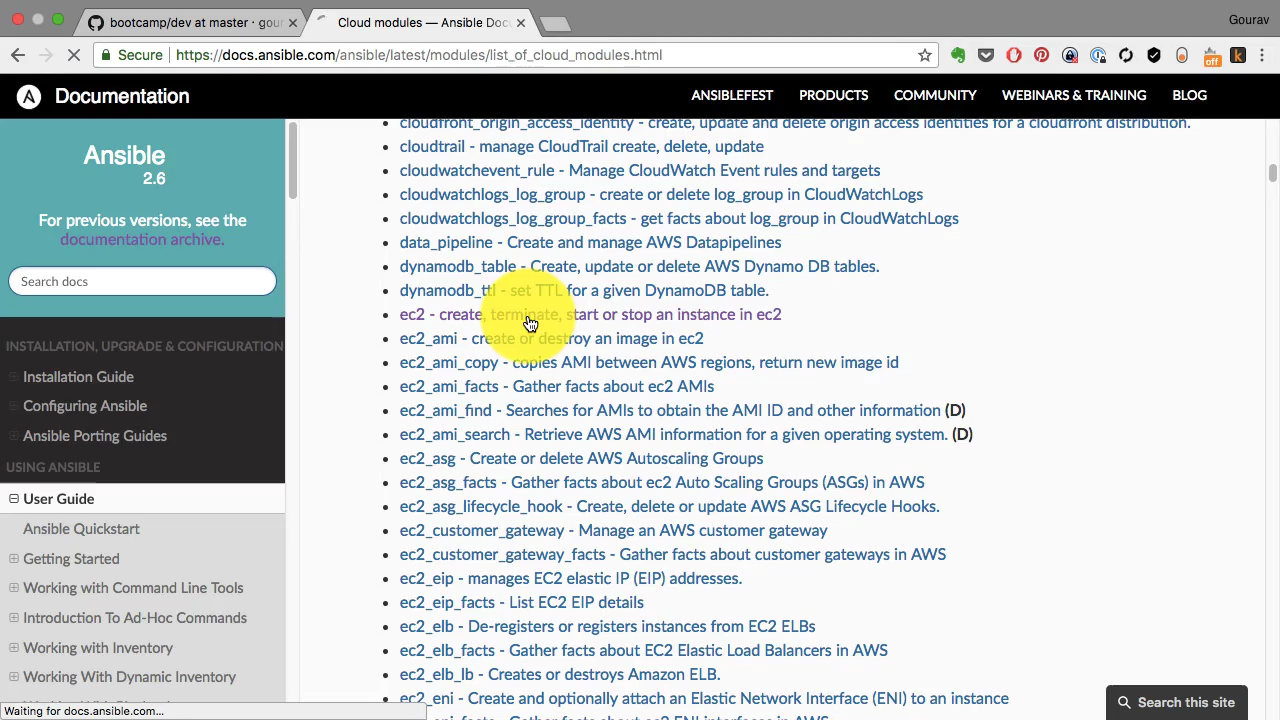 bootcamp/dev at master · gour
Cloud modules — Ansible Doc
Gourav
Secure
https://docs.ansible.com/ansible/latest/modules/list_of_cloud_modules.html
off
k
A
Documentation
ANSIBLEFEST
PRODUCTS
COMMUNITY
WEBINARS & TRAINING
BLOG
Ansible
2.6
For previous versions, see the
documentation archive.
Search docs
INSTALLATION, UPGRADE & CONFIGURATION
Installation Guide
Configuring Ansible
Ansible Porting Guides
USING ANSIBLE
User Guide
Ansible Quickstart
Getting Started
Working with Command Line Tools
Introduction To Ad-Hoc Commands
Working with Inventory
Working With Dynamic Inventory
Waiting for docs.ansible.com...
cloudfront_origin_access_identity - create, update and delete origin access identities for a cloudfront distribution.
cloudtrail - manage CloudTrail create, delete, update
cloudwatchevent_rule - Manage CloudWatch Event rules and targets
cloudwatchlogs_log_group - create or delete log_group in CloudWatchLogs
cloudwatchlogs_log_group_facts - get facts about log_group in CloudWatchLogs
data_pipeline - Create and manage AWS Datapipelines
dynamodb_table - Create, update or delete AWS Dynamo DB tables.
dynamodb_ttl - set TTL for a given DynamoDB table.
ec2 - create, terminate, start or stop an instance in ec2
ec2_ami - create or destroy an image in ec2
ec2_ami_copy - copies AMI between AWS regions, return new image id
ec2_ami_facts - Gather facts about ec2 AMIs
ec2_ami_find - Searches for AMIs to obtain the AMI ID and other information (D)
ec2_ami_search - Retrieve AWS AMI information for a given operating system. (D)
ec2_asg - Create or delete AWS Autoscaling Groups
ec2_asg_facts - Gather facts about ec2 Auto Scaling Groups (ASGs) in AWS
ec2_asg_lifecycle_hook - Create, delete or update AWS ASG Lifecycle Hooks.
ec2_customer_gateway - Manage an AWS customer gateway
ec2_customer_gateway_facts - Gather facts about customer gateways in AWS
ec2_eip - manages EC2 elastic IP (EIP) addresses.
ec2_eip_facts - List EC2 EIP details
ec2_elb - De-registers or registers instances from EC2 ELBs
ec2_elb_facts - Gather facts about EC2 Elastic Load Balancers in AWS
ec2_elb_lb - Creates or destroys Amazon ELB.
ec2_eni - Create and optionally attach an Elastic Network Interface (ENI) to an instance
ec2_eni_facts - Gather facts about ec2 ENI interfaces in AWS
Search this site